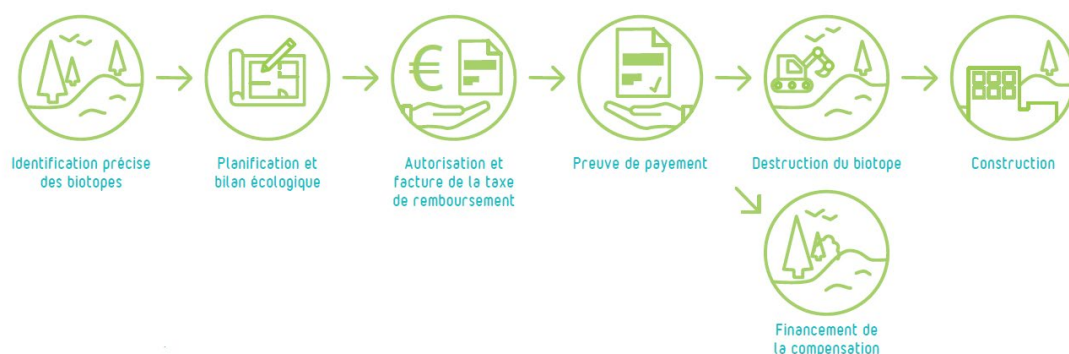 Identification précise
des biotopes
Planification et
bilan écologique
Autorisation et
facture de la taxe
de remboursement
Preuve de payement
Destruction du biotope
Construction
Financement de
la compensation